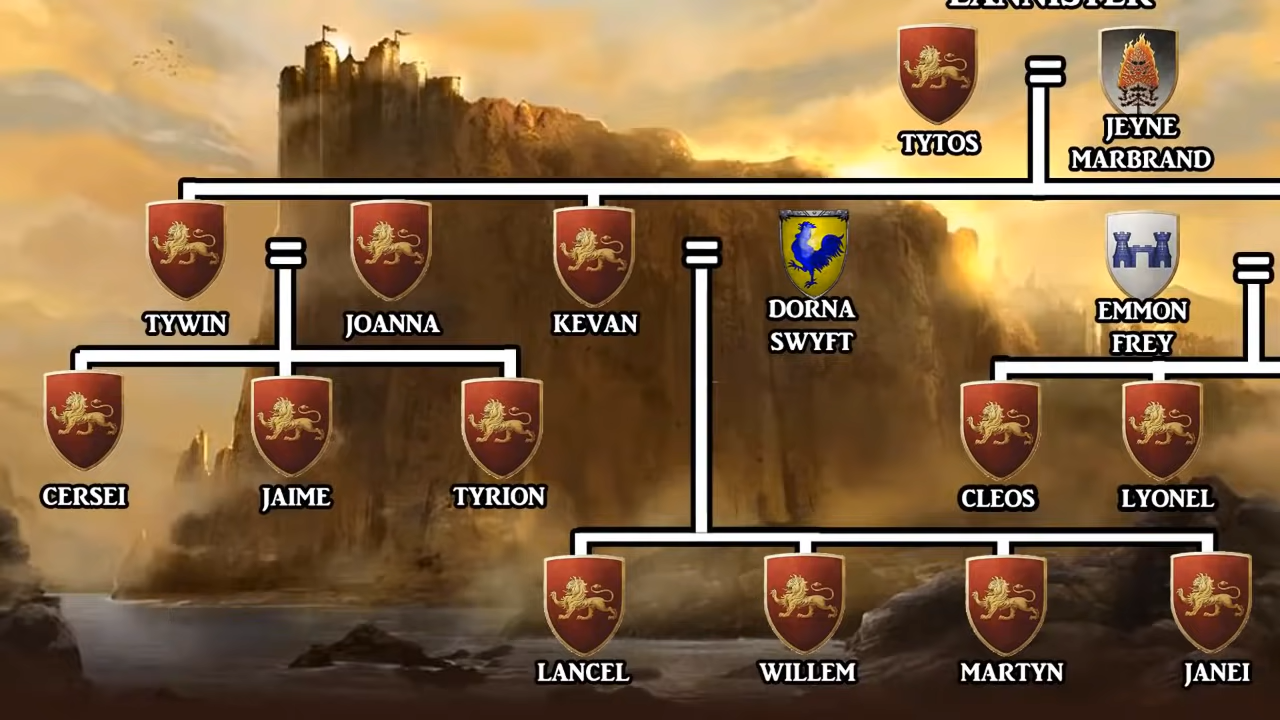 LANNISTER
TYTOS
JEYNE
MARBRAND
TYWIN
JOANNA
KEVAN
DORNA
SWYFT
EMMON
FREY
CERSEI
JAIME
TYRION
CLEOS
LYONEL
LANCEL
WILLEM
MARTYN
JANEI